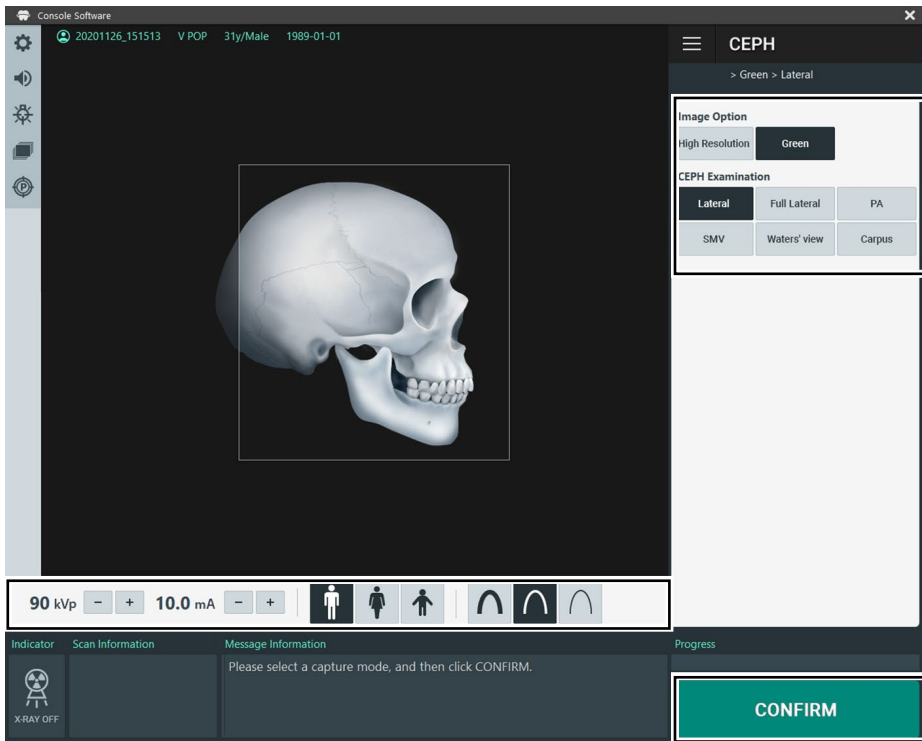 Console Software
20201126_151513 V POP 31y/Male 1989-01-01
CEPH
> Green > Lateral
Image Option
High Resolution Green
CEPH Examination
Lateral Full Lateral PA
SMV Waters' view Carpus
P
90 kVp − + 10.0 mA − +
Indicator Scan Information Message Information Progress
Please select a capture mode, and then click CONFIRM.
X-RAY OFF
CONFIRM